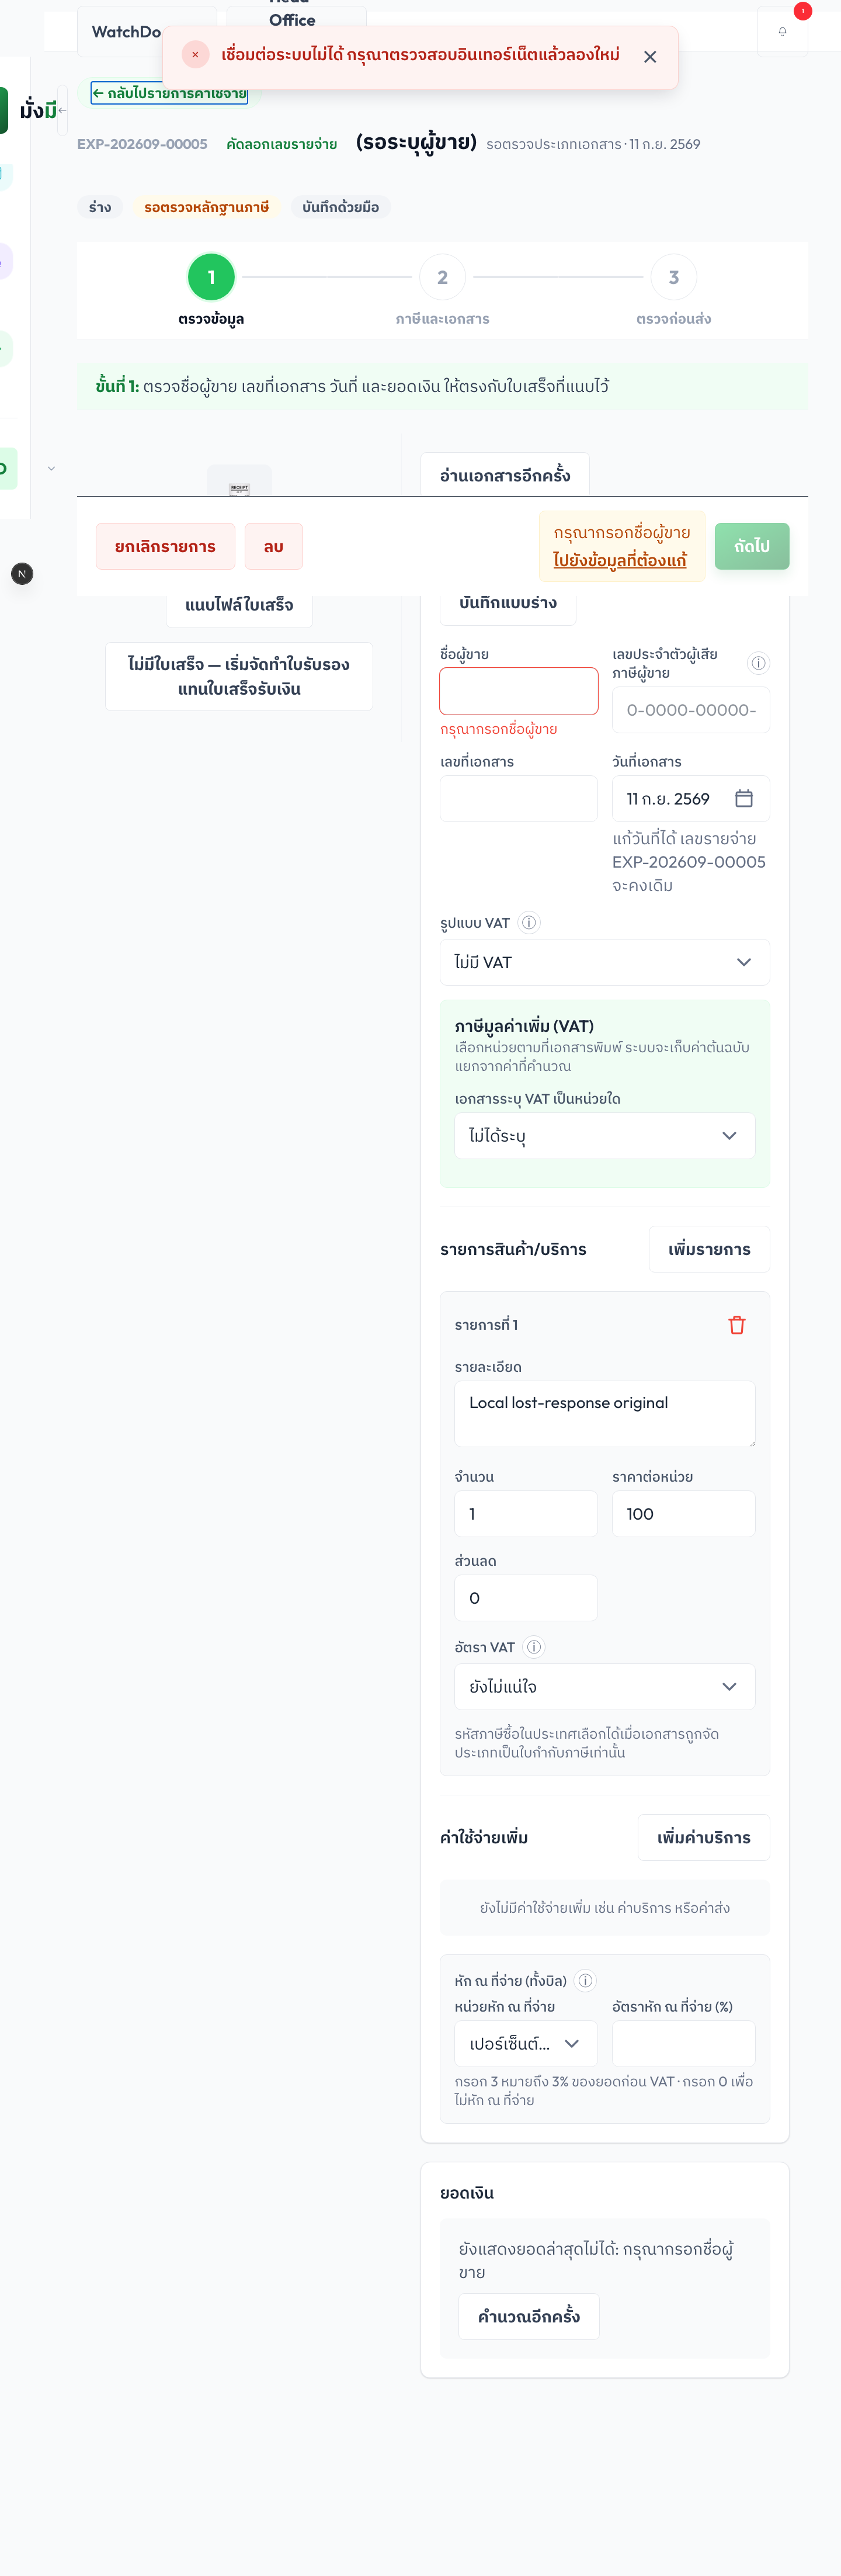 Head
Office
WatchDo
1
เชื่อมต่อระบบไม่ได้ กรุณาตรวจสอบอินเทอร์เน็ตแล้วลองใหม่
← กลับไปรายการค่าใช้จ่าย
มั่งมี
EXP-202609-00005 คัดลอกเลขรายจ่าย (รอระบุผู้ขาย) รอตรวจประเภทเอกสาร · 11 ก.ย. 2569
ร่าง รอตรวจหลักฐานภาษี บันทึกด้วยมือ
1 2 3
ตรวจข้อมูล ภาษีและเอกสาร ตรวจก่อนส่ง
ขั้นที่ 1: ตรวจชื่อผู้ขาย เลขที่เอกสาร วันที่ และยอดเงิน ให้ตรงกับใบเสร็จที่แนบไว้
อ่านเอกสารอีกครั้ง
RECEIPT
ยกเลิกรายการ ลบ
กรุณากรอกชื่อผู้ขาย
ไปยังข้อมูลที่ต้องแก้
ถัดไป
N
แนบไฟล์ใบเสร็จ
บันทึกแบบร่าง
ไม่มีใบเสร็จ — เริ่มจัดทำใบรับรอง
แทนใบเสร็จรับเงิน
ชื่อผู้ขาย
กรุณากรอกชื่อผู้ขาย
เลขประจำตัวผู้เสีย
ภาษีผู้ขาย
0-0000-00000-
เลขที่เอกสาร
วันที่เอกสาร
11 ก.ย. 2569
แก้วันที่ได้ เลขรายจ่าย
EXP-202609-00005
จะคงเดิม
รูปแบบ VAT
ไม่มี VAT
ภาษีมูลค่าเพิ่ม (VAT)
เลือกหน่วยตามที่เอกสารพิมพ์ ระบบจะเก็บค่าต้นฉบับ
แยกจากค่าที่คำนวณ
เอกสารระบุ VAT เป็นหน่วยใด
ไม่ได้ระบุ
รายการสินค้า/บริการ
เพิ่มรายการ
รายการที่ 1
รายละเอียด
Local lost-response original
จำนวน
1
ราคาต่อหน่วย
100
ส่วนลด
0
อัตรา VAT
ยังไม่แน่ใจ
รหัสภาษีซื้อในประเทศเลือกได้เมื่อเอกสารถูกจัด
ประเภทเป็นใบกำกับภาษีเท่านั้น
ค่าใช้จ่ายเพิ่ม
เพิ่มค่าบริการ
ยังไม่มีค่าใช้จ่ายเพิ่ม เช่น ค่าบริการ หรือค่าส่ง
หัก ณ ที่จ่าย (ทั้งบิล)
หน่วยหัก ณ ที่จ่าย
เปอร์เซ็นต์...
อัตราหัก ณ ที่จ่าย (%)
กรอก 3 หมายถึง 3% ของยอดก่อน VAT · กรอก 0 เพื่อ
ไม่หัก ณ ที่จ่าย
ยอดเงิน
ยังแสดงยอดล่าสุดไม่ได้: กรุณากรอกชื่อผู้
ขาย
คำนวณอีกครั้ง